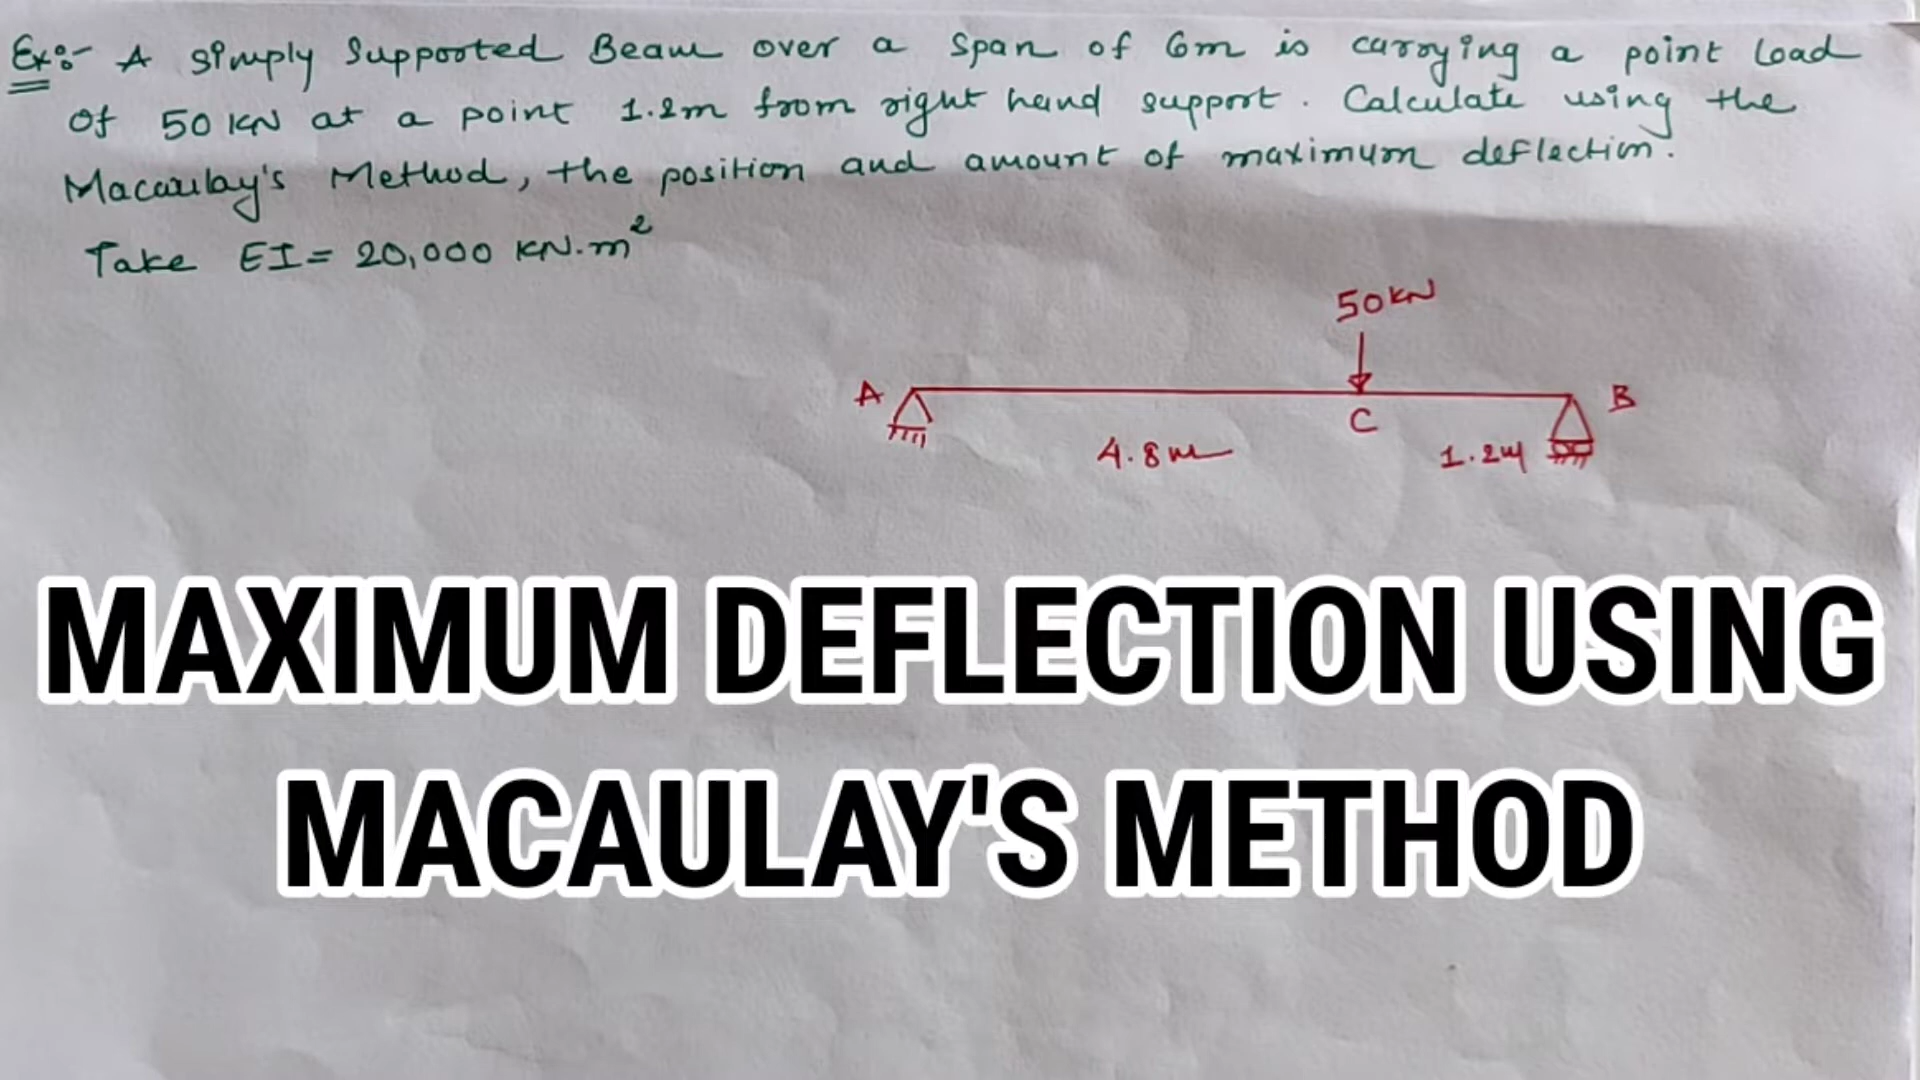 Ex:- A Simply Supported Beam over a span of 6m is carrying a point load
of 50 KN at a point 1.2m from right hand support. Calculate using the
Macaulay's Method, the position and amount of maximum deflection.
Take EI = 20,000 KN.m²
50KN
A
B
C
4.8m
1.2m
MAXIMUM DEFLECTION USING
MACAULAY'S METHOD